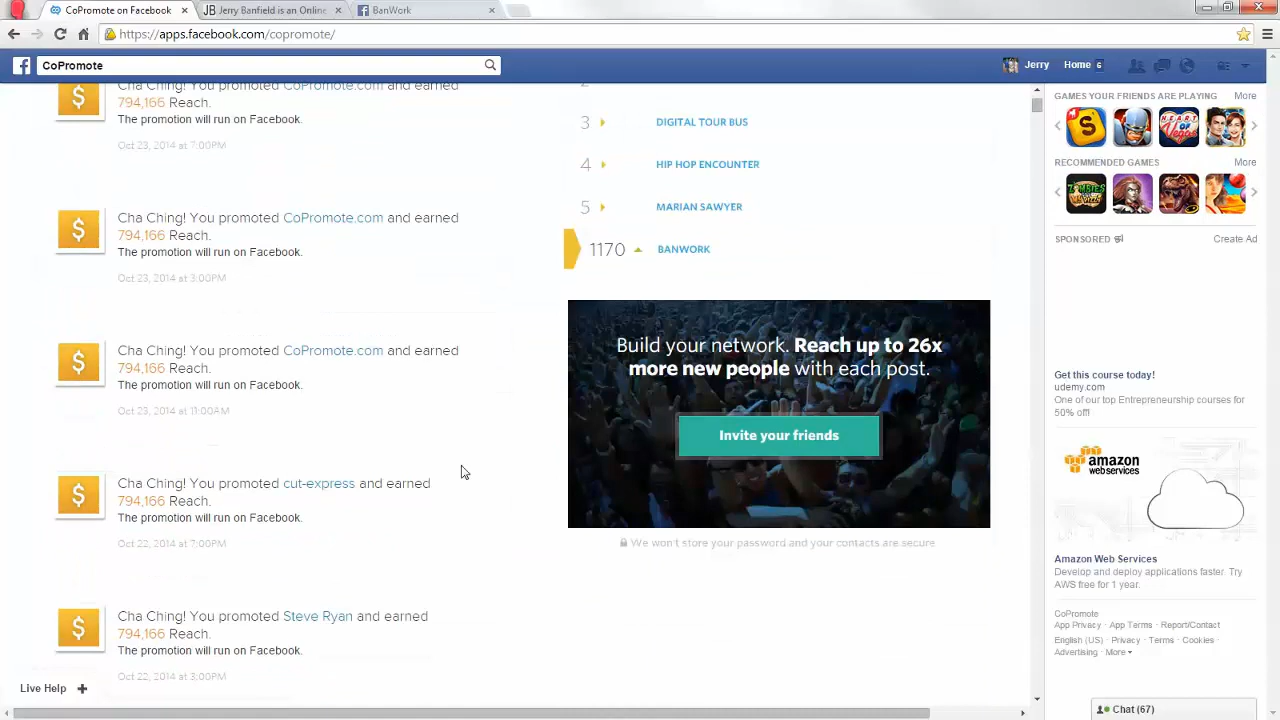 CoPromote on Facebook
JB Jerry Banfield is an Online
BanWork
https://apps.facebook.com/copromote/
CoPromote
Jerry
Home 6
Cha Ching! You promoted CoPromote.com and earned
794,166 Reach.
The promotion will run on Facebook.
Oct 23, 2014 at 7:00PM
Cha Ching! You promoted CoPromote.com and earned
794,166 Reach.
The promotion will run on Facebook.
Oct 23, 2014 at 3:00PM
Cha Ching! You promoted CoPromote.com and earned
794,166 Reach.
The promotion will run on Facebook.
Oct 23, 2014 at 11:00AM
$ Cha Ching! You promoted cut-express and earned
794,166 Reach.
The promotion will run on Facebook.
Oct 22, 2014 at 7:00PM
$ Cha Ching! You promoted Steve Ryan and earned
794,166 Reach.
The promotion will run on Facebook.
Oct 22, 2014 at 3:00PM
Live Help +
3 DIGITAL TOUR BUS
4 HIP HOP ENCOUNTER
5 MARIAN SAWYER
1170 BANWORK
Build your network. Reach up to 26x
more new people with each post.
Invite your friends
We won't store your password and your contacts are secure
GAMES YOUR FRIENDS ARE PLAYING More
RECOMMENDED GAMES More
SPONSORED Create Ad
Get this course today!
udemy.com
One of our top Entrepreneurship courses for
50% off!
amazon
webservices
Amazon Web Services
Develop and deploy applications faster. Try
AWS free for 1 year.
CoPromote
App Privacy · App Terms · Report/Contact
English (US) · Privacy · Terms · Cookies ·
Advertising · More
Chat (67)